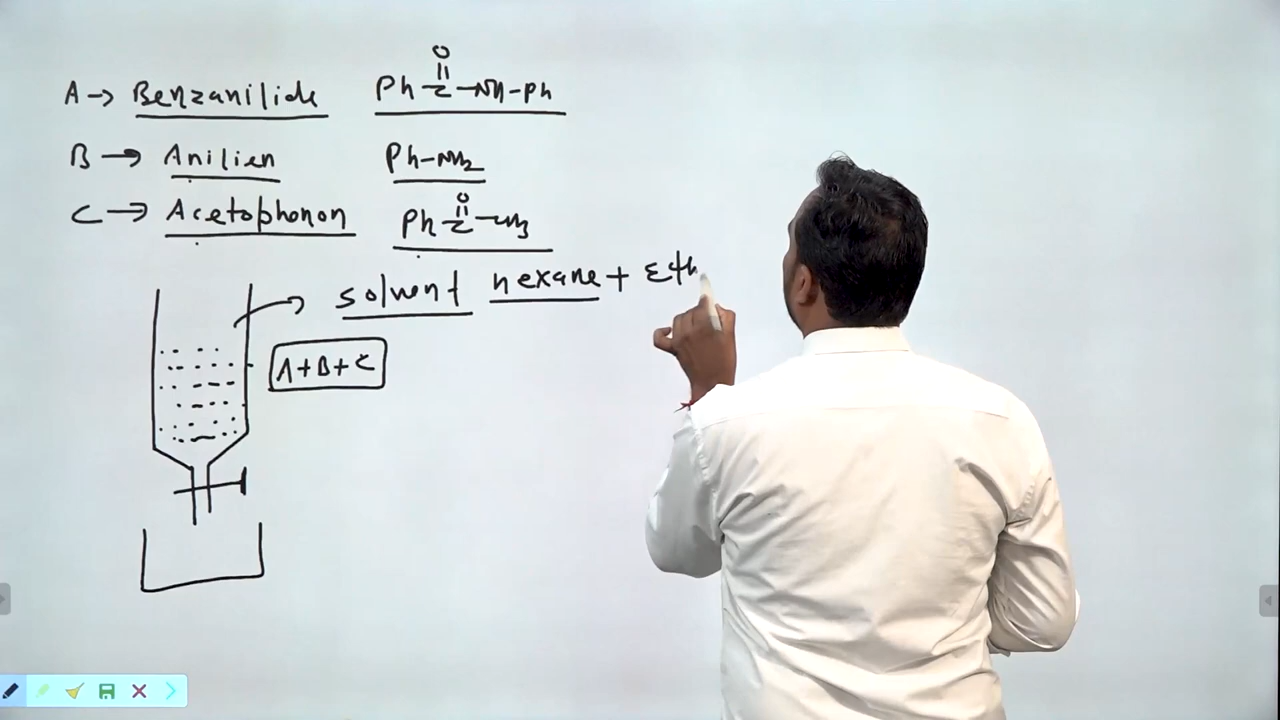 A → Benzanilide Ph-C(=O)-NH-Ph
B → Anilien Ph-NH2
C → Acetophonon Ph-C(=O)-CH3
solvent hexane + Eth
A+B+C